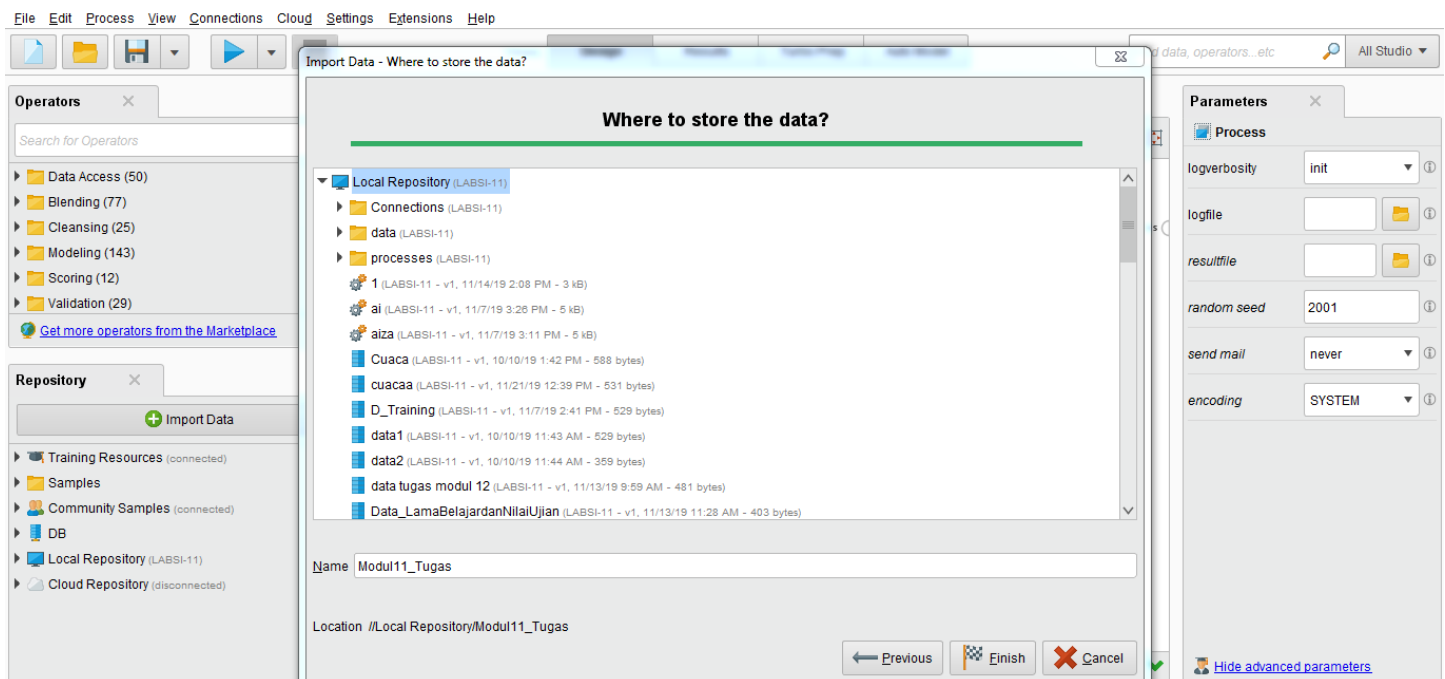 File Edit Process View Connections Cloud Settings Extensions Help
Import Data - Where to store the data?
data, operators...etc
All Studio
Where to store the data?
Operators
Search for Operators
Data Access (50)
Blending (77)
Cleansing (25)
Modeling (143)
Scoring (12)
Validation (29)
Get more operators from the Marketplace
Repository
Import Data
Training Resources (connected)
Samples
Community Samples (connected)
DB
Local Repository (LABSI-11)
Cloud Repository (disconnected)
Local Repository (LABSI-11)
Connections (LABSI-11)
data (LABSI-11)
processes (LABSI-11)
1 (LABSI-11 - v1, 11/14/19 2:08 PM - 3 kB)
ai (LABSI-11 - v1, 11/7/19 3:26 PM - 5 kB)
aiza (LABSI-11 - v1, 11/7/19 3:11 PM - 5 kB)
Cuaca (LABSI-11 - v1, 10/10/19 1:42 PM - 588 bytes)
cuacaa (LABSI-11 - v1, 11/21/19 12:39 PM - 531 bytes)
D_Training (LABSI-11 - v1, 11/7/19 2:41 PM - 529 bytes)
data1 (LABSI-11 - v1, 10/10/19 11:43 AM - 529 bytes)
data2 (LABSI-11 - v1, 10/10/19 11:44 AM - 359 bytes)
data tugas modul 12 (LABSI-11 - v1, 11/13/19 9:59 AM - 481 bytes)
Data_LamaBelajardanNilaiUjian (LABSI-11 - v1, 11/13/19 11:28 AM - 403 bytes)
Name Modul11_Tugas
Location //Local Repository/Modul11_Tugas
Previous Finish Cancel
Parameters
Process
logverbosity init
logfile
resultfile
random seed 2001
send mail never
encoding SYSTEM
Hide advanced parameters